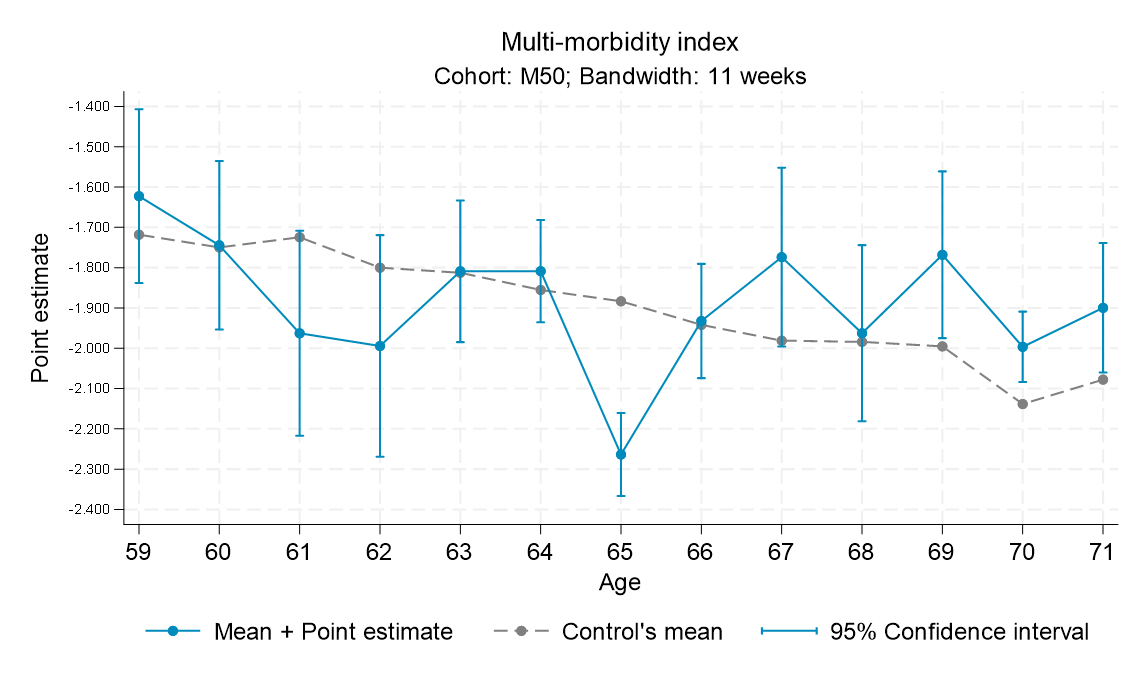 Multi-morbidity index
Cohort: M50; Bandwidth: 11 weeks
Point estimate
-1.400
-1.500
-1.600
-1.700
-1.800
-1.900
-2.000
-2.100
-2.200
-2.300
-2.400
59 60 61 62 63 64 65 66 67 68 69 70 71
Age
Mean + Point estimate Control's mean 95% Confidence interval